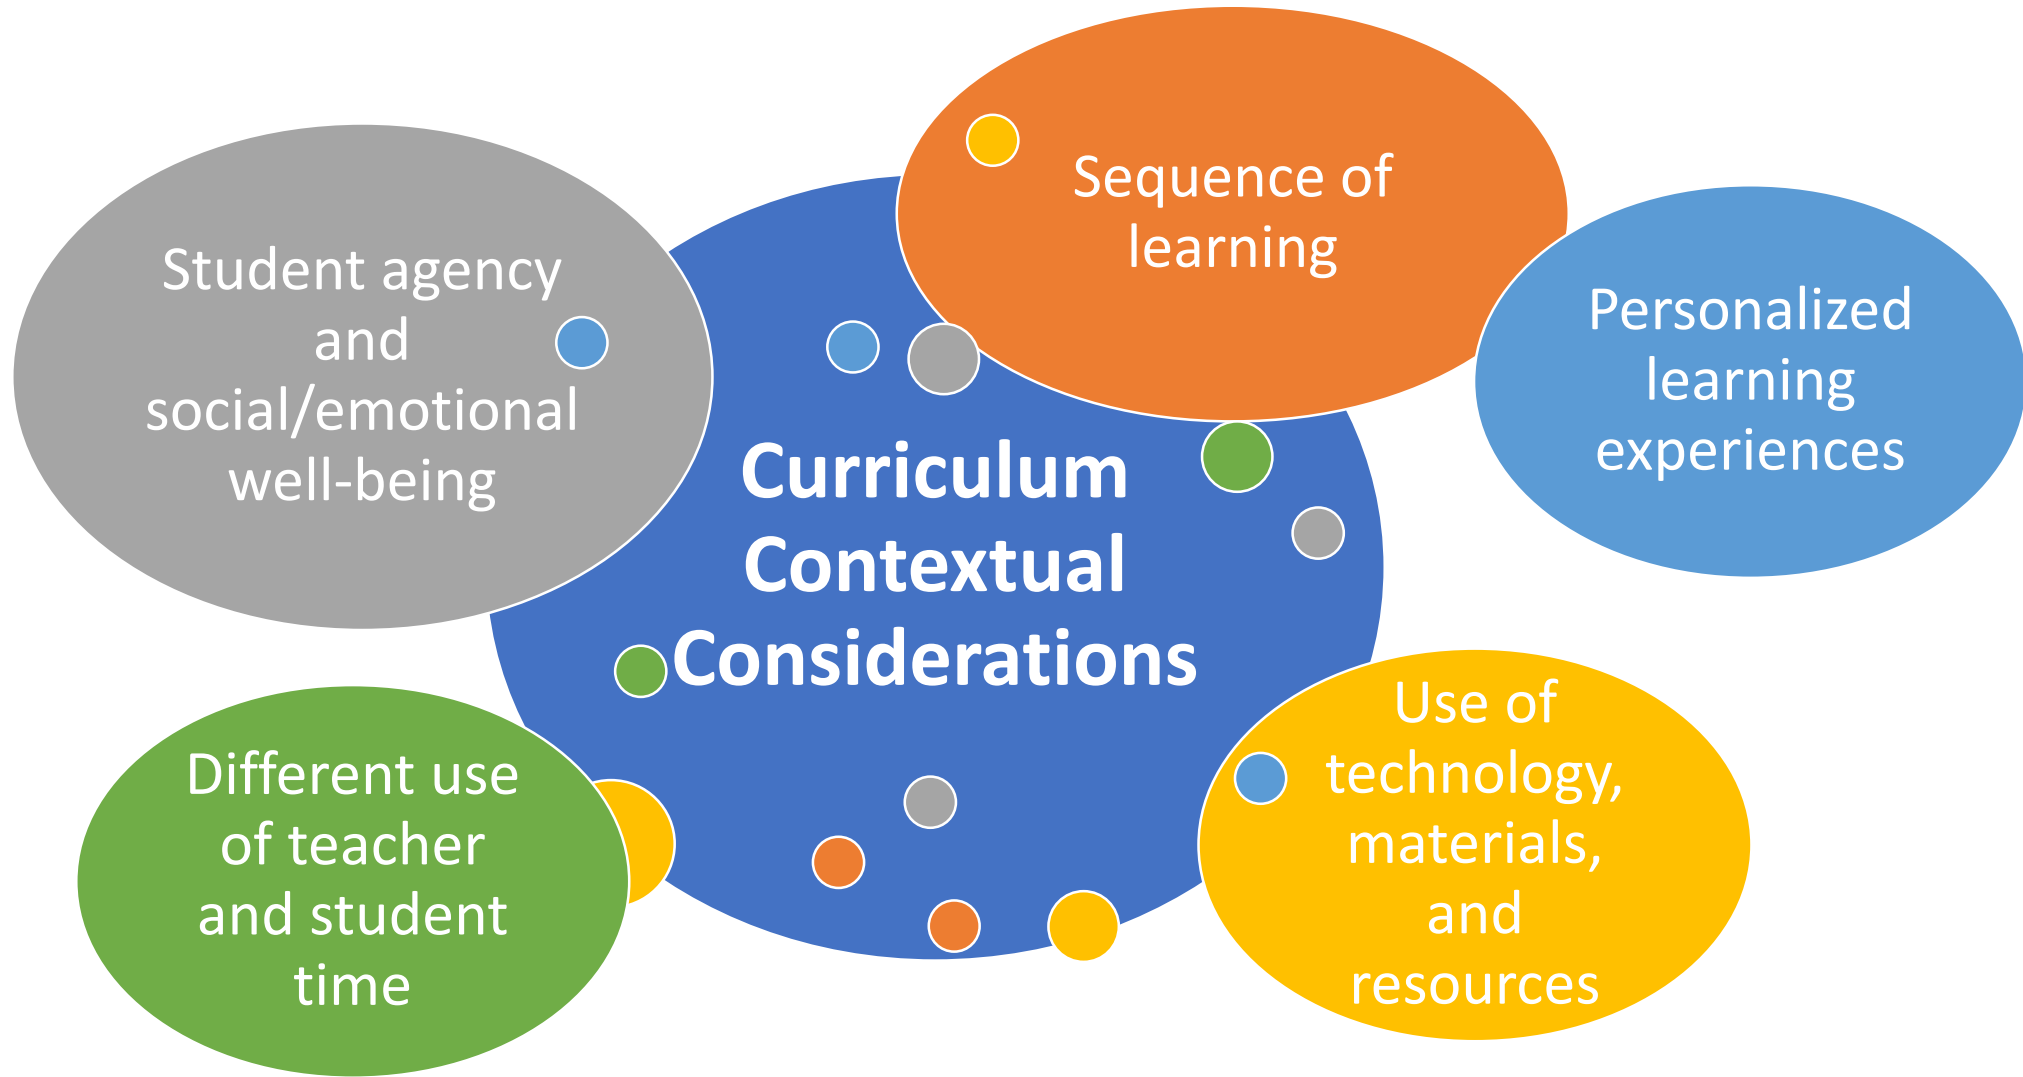 Sequence of
learning
Student agency
and
social/emotional
well-being
Personalized
learning
experiences
Curriculum
Contextual
Considerations
Different use
of teacher
and student
time
Use of
technology,
materials,
and
resources